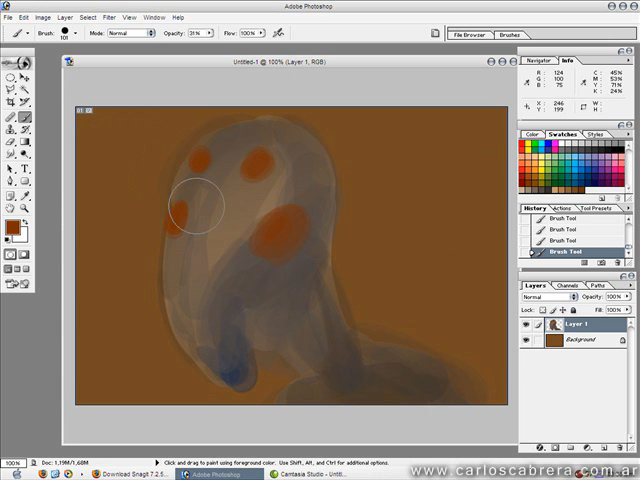 Adobe Photoshop
File Edit Image Layer Select Filter View Window Help
Brush: 101 Mode: Normal Opacity: 31% Flow: 100%
File Browser Brushes
Untitled-1 @ 100% (Layer 1, RGB)
Navigator Info
R: 124 C: 45%
G: 100 M: 53%
B: 75 Y: 71%
K: 24%
X: 246 W:
Y: 199 H:
Color Swatches Styles
History Actions Tool Presets
Brush Tool
Brush Tool
Brush Tool
Brush Tool
Layers Channels Paths
Normal Opacity: 100%
Lock: Fill: 100%
Layer 1
Background
100% Doc: 1,19M/1,68M Click and drag to paint using foreground color. Use Shift, Alt, and Ctrl for additional options.
Download SnagIt 7.2.5... Adobe Photoshop Camtasia Studio - Untitl...
www.carloscabrera.com.ar